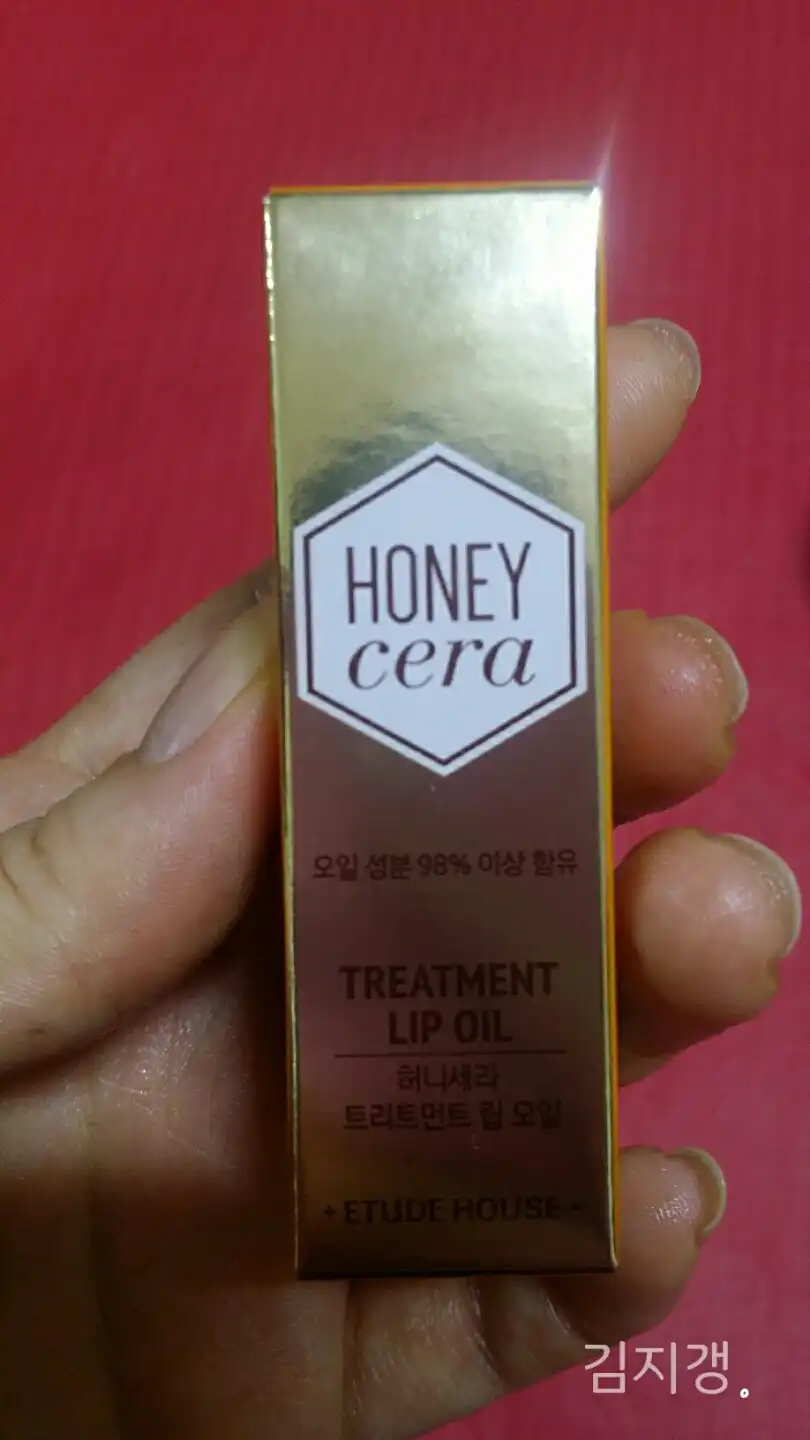 HONEY
cera
오일 성분 98% 이상 함유
TREATMENT
LIP OIL
허니세라
트리트먼트 립 오일
+ ETUDE HOUSE +
김지갱。